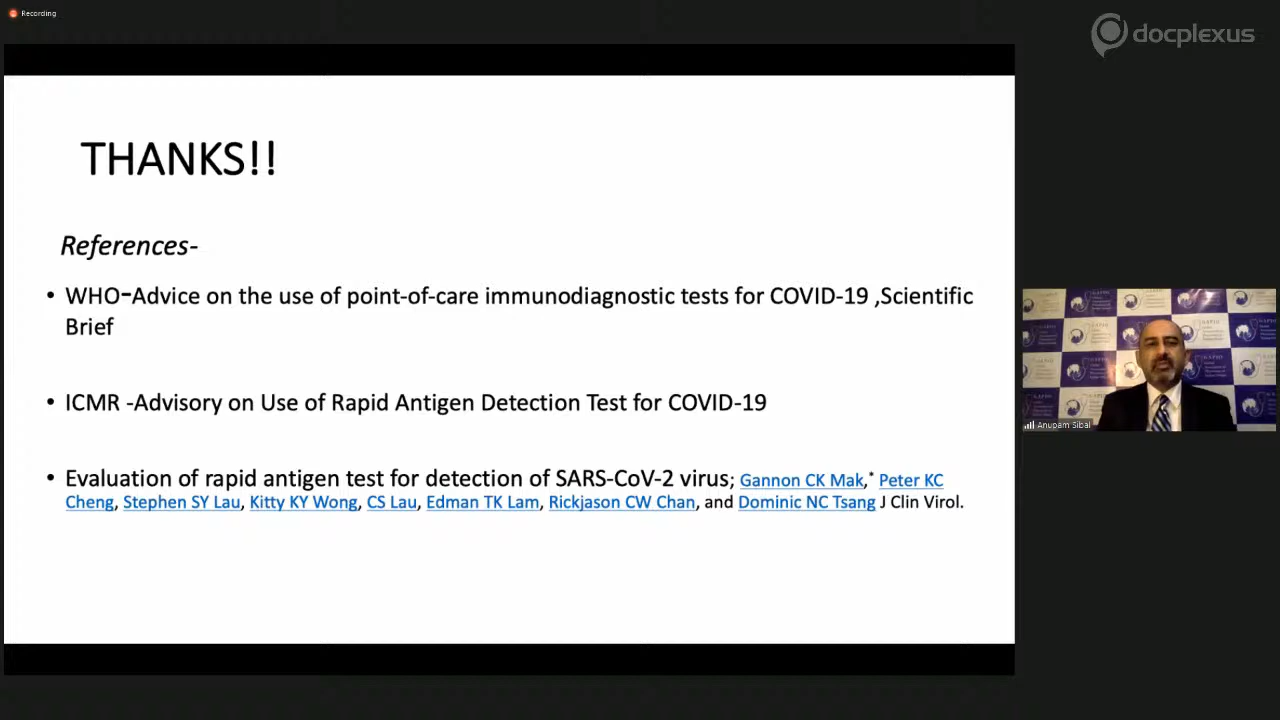 Recording
docplexus
THANKS!!
References-
• WHO-Advice on the use of point-of-care immunodiagnostic tests for COVID-19 ,Scientific
Brief
• ICMR -Advisory on Use of Rapid Antigen Detection Test for COVID-19
• Evaluation of rapid antigen test for detection of SARS-CoV-2 virus; Gannon CK Mak,* Peter KC
Cheng, Stephen SY Lau, Kitty KY Wong, CS Lau, Edman TK Lam, Rickjason CW Chan, and Dominic NC Tsang J Clin Virol.
GAPIO
Anupam Sibal